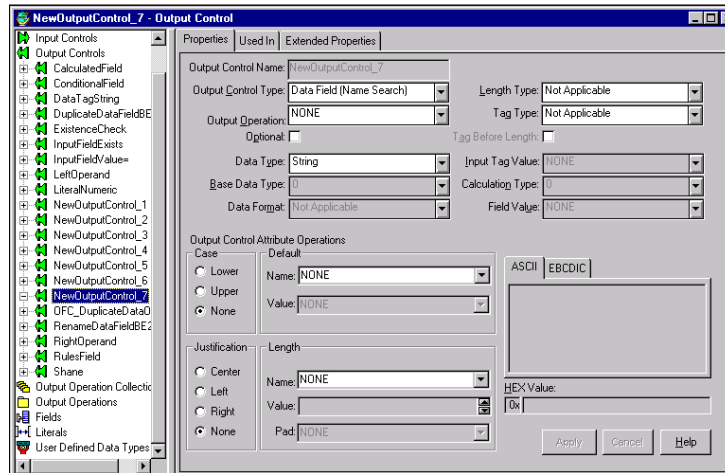 NewOutputControl_7 - Output Control
Input Controls
Output Controls
CalculatedField
ConditionalField
DataTagString
DuplicateDataFieldBE
ExistenceCheck
InputFieldExists
InputFieldValue=
LeftOperand
LiteralNumeric
NewOutputControl_1
NewOutputControl_2
NewOutputControl_3
NewOutputControl_4
NewOutputControl_5
NewOutputControl_6
NewOutputControl_7
OFC_DuplicateDataO
RenameDataFieldBE2
RightOperand
RulesField
Shane
Output Operation Collectic
Output Operations
Fields
Literals
User Defined Data Types
Properties Used In Extended Properties
Output Control Name: NewOutputControl_7
Output Control Type: Data Field (Name Search) Length Type: Not Applicable
Output Operation: NONE Tag Type: Not Applicable
Optional: Tag Before Length:
Data Type: String Input Tag Value: NONE
Base Data Type: 0 Calculation Type: 0
Data Format: Not Applicable Field Value: NONE
Output Control Attribute Operations
Case
Lower
Upper
None
Default
Name: NONE
Value: NONE
Justification
Center
Left
Right
None
Length
Name: NONE
Value:
Pad: NONE
ASCII EBCDIC
HEX Value:
0x
Apply Cancel Help